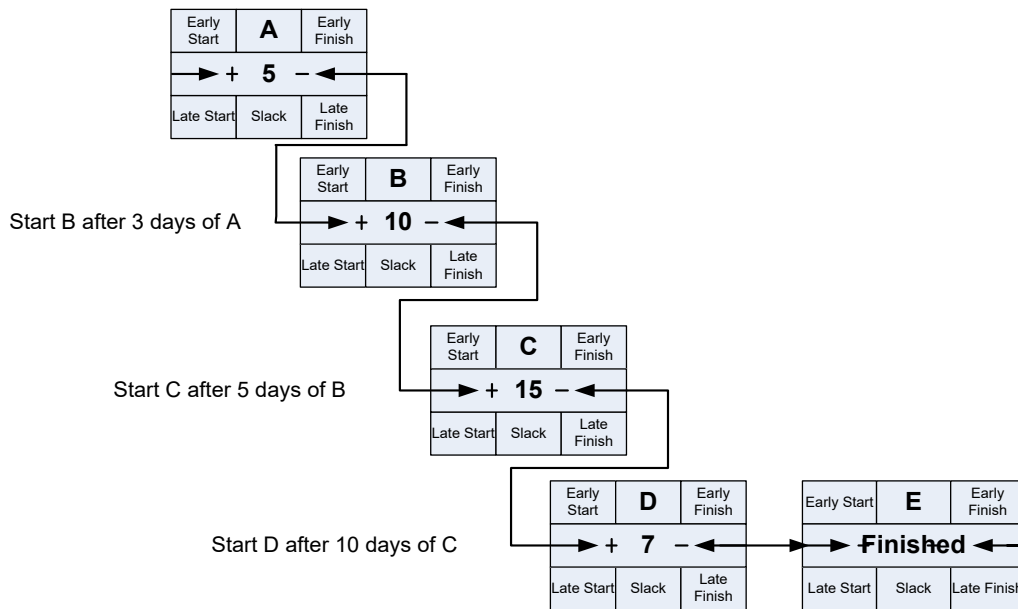 Early Start
A
Early Finish
+ 5 –
Late Start
Slack
Late Finish
Early Start
B
Early Finish
Start B after 3 days of A
+ 10 –
Late Start
Slack
Late Finish
Early Start
C
Early Finish
Start C after 5 days of B
+ 15 –
Late Start
Slack
Late Finish
Early Start
D
Early Finish
Early Start
E
Early Finish
Start D after 10 days of C
+ 7 –
Finished
Late Start
Slack
Late Finish
Late Start
Slack
Late Finish